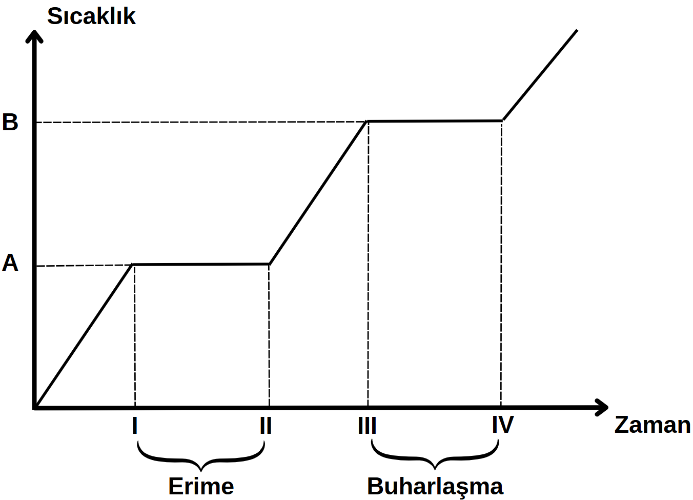 Sıcaklık
B
A
I II III IV Zaman
Erime Buharlaşma